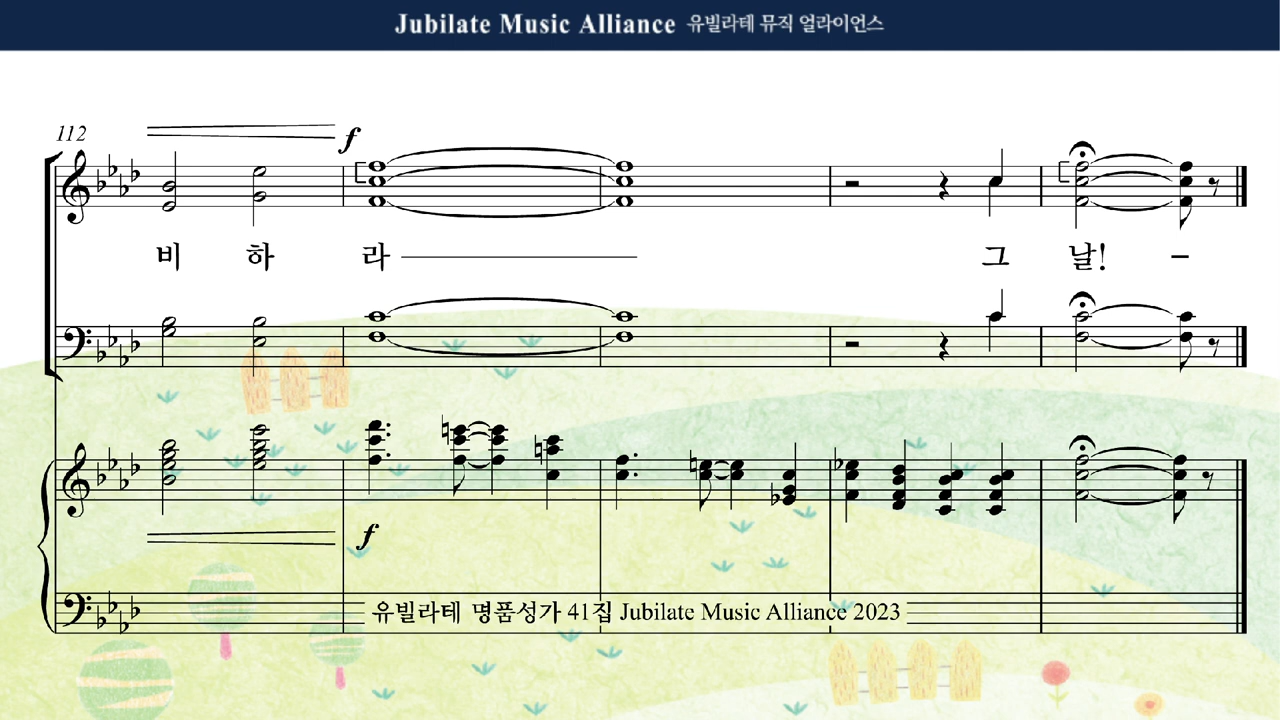 Jubilate Music Alliance 유빌라테 뮤직 얼라이언스
112
f
비 하 라 그 날! –
f
유빌라테 명품성가 41집 Jubilate Music Alliance 2023